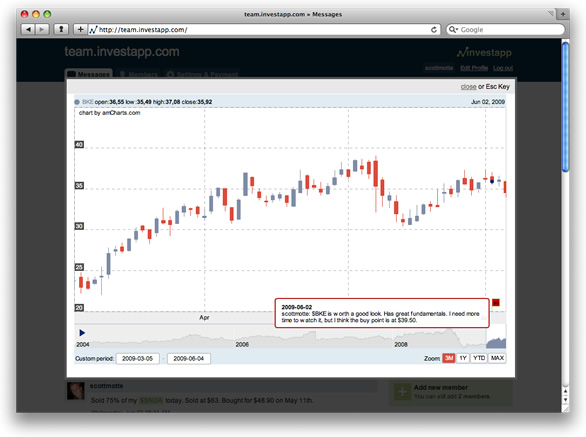 team.investapp.com » Messages
http://team.investapp.com/
Google
team.investapp.com
investapp
scottmotte Edit Profile Log out
Messages Members Settings & Payment
close or Esc Key
BKE open:36,55 low :35,49 high:37,08 close:35,92 Jun 02, 2009
chart by amCharts.com
40
35
30
25
20
Apr
2009-06-02
scottmotte: $BKE is worth a good look. Has great fundamentals. I need more
time to watch it, but I think the buy point is at $39.50.
2004 2006 2008
Custom period: 2009-03-05 - 2009-06-04 Zoom: 3M 1Y YTD MAX
scottmotte
Add new member
Sold 75% of my today. Sold at $63. Bought for $48.90 on May 11th.
You can still add 2 members.